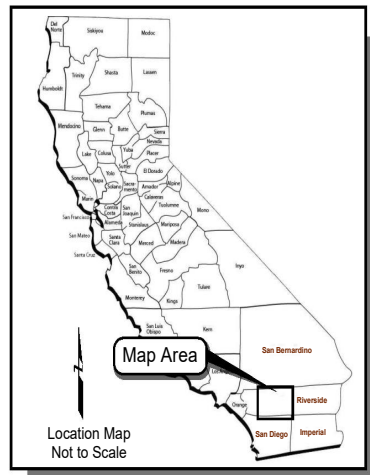 Del
Norte
Siskiyou
Modoc
Humboldt
Trinity
Shasta
Lassen
Tehama
Plumas
Mendocino
Glenn
Butte
Sierra
Nevada
Lake
Colusa
Yuba
Sutter
Placer
Yolo
El Dorado
Sonoma
Napa
Solano
Sacra-
mento
Amador
Alpine
Calaveras
Marin
Contra
Costa
San
Joaquin
Tuolumne
Mono
San Francisco
Alameda
Stanislaus
Mariposa
San Mateo
Santa
Clara
Merced
Madera
Santa Cruz
San
Benito
Fresno
Inyo
Monterey
Kings
Tulare
San Luis
Obispo
Kern
San Bernardino
Map Area
Orange
Riverside
San Diego
Imperial
Location Map
Not to Scale